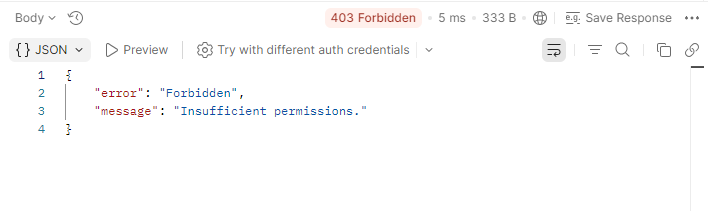 Body 403 Forbidden • 5 ms • 333 B • e.g. Save Response •••
{} JSON Preview Try with different auth credentials
1 {
2 "error": "Forbidden",
3 "message": "Insufficient permissions."
4 }